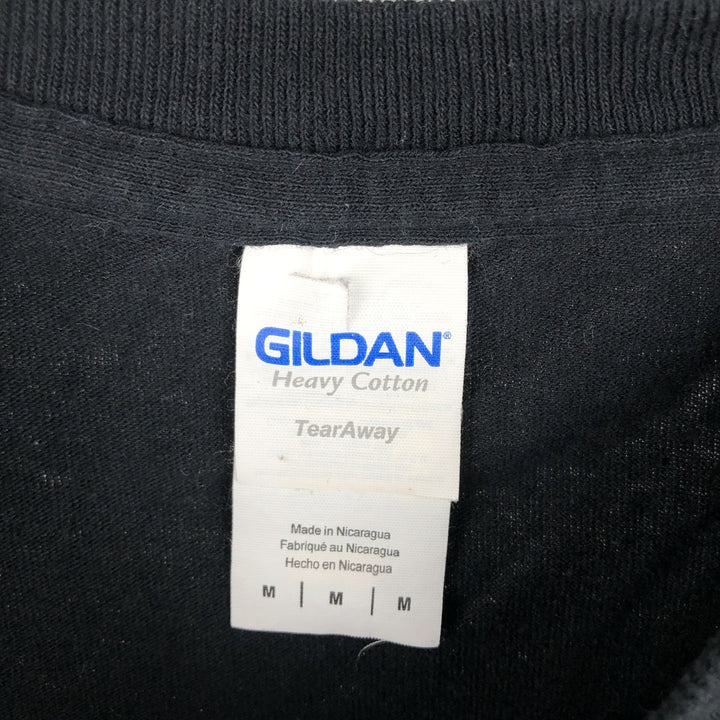 GILDAN®
Heavy Cotton
TearAway
Made in Nicaragua
Fabriqué au Nicaragua
Hecho en Nicaragua
M | M | M